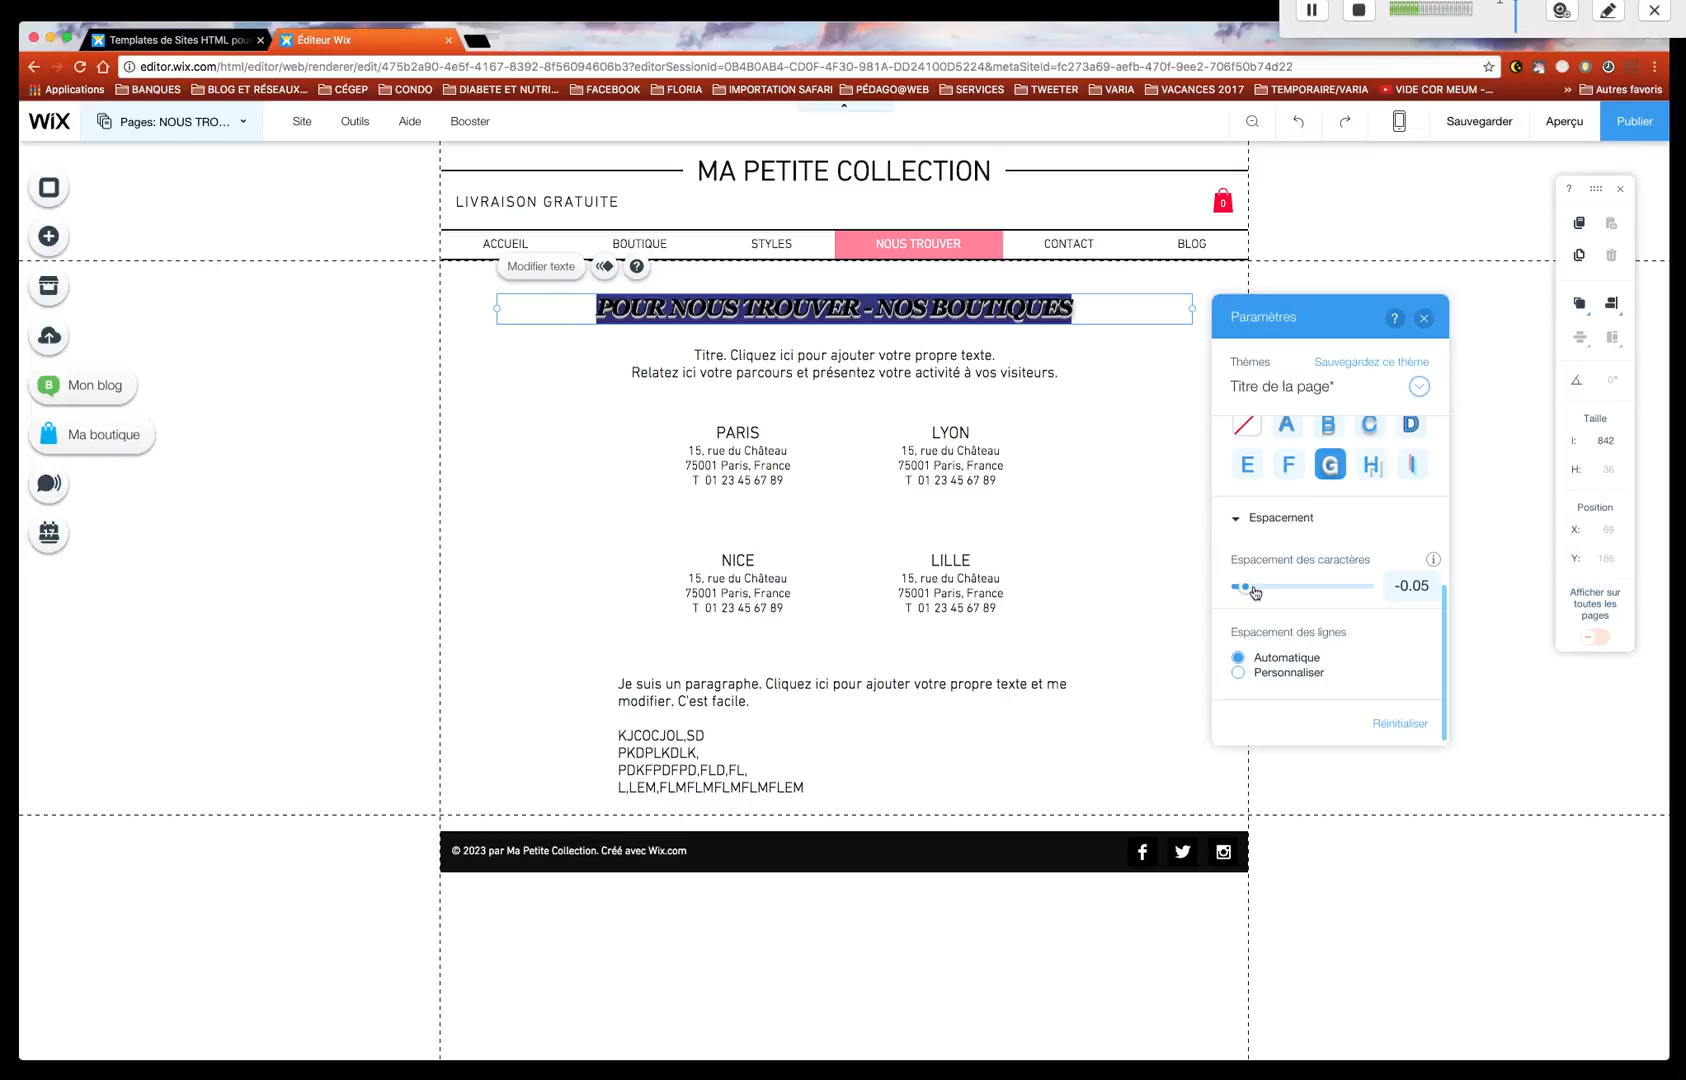 Templates de Sites HTML pou
Éditeur Wix
editor.wix.com/html/editor/web/renderer/edit/475b2a90-4e5f-4167-8392-8f56094606b3?editorSessionId=0B4B0AB4-CD0F-4F30-981A-DD24100D5224&metaSiteId=fc273a69-aefb-470f-9ee2-706f50b74d22
Applications BANQUES BLOG ET RÉSEAUX... CÉGEP CONDO DIABETE ET NUTRI... FACEBOOK FLORIA IMPORTATION SAFARI PÉDAGO@WEB SERVICES TWEETER VARIA VACANCES 2017 TEMPORAIRE/VARIA VIDE COR MEUM -... » Autres favoris
WiX Pages: NOUS TRO... Site Outils Aide Booster Sauvegarder Aperçu Publier
MA PETITE COLLECTION
LIVRAISON GRATUITE
0
ACCUEIL BOUTIQUE STYLES NOUS TROUVER CONTACT BLOG
Modifier texte ?
POUR NOUS TROUVER - NOS BOUTIQUES
Titre. Cliquez ici pour ajouter votre propre texte.
Relatez ici votre parcours et présentez votre activité à vos visiteurs.
PARIS
15, rue du Château
75001 Paris, France
T 01 23 45 67 89
LYON
15, rue du Château
75001 Paris, France
T 01 23 45 67 89
NICE
15, rue du Château
75001 Paris, France
T 01 23 45 67 89
LILLE
15, rue du Château
75001 Paris, France
T 01 23 45 67 89
Je suis un paragraphe. Cliquez ici pour ajouter votre propre texte et me
modifier. C'est facile.
KJCOCJOL,SD
PKDPLKDLK,
PDKFPDFPD,FLD,FL,
L,LEM,FLMFLMFLMFLMFLEM
© 2023 par Ma Petite Collection. Créé avec Wix.com
B Mon blog
Ma boutique
17
Paramètres ?
Thèmes Sauvegardez ce thème
Titre de la page*
A B C D
E F G H I
Espacement
Espacement des caractères
-0.05
Espacement des lignes
Automatique
Personnaliser
Réinitialiser
?
0°
Taille
l: 842
H: 36
Position
X: 69
Y: 186
Afficher sur
toutes les
pages